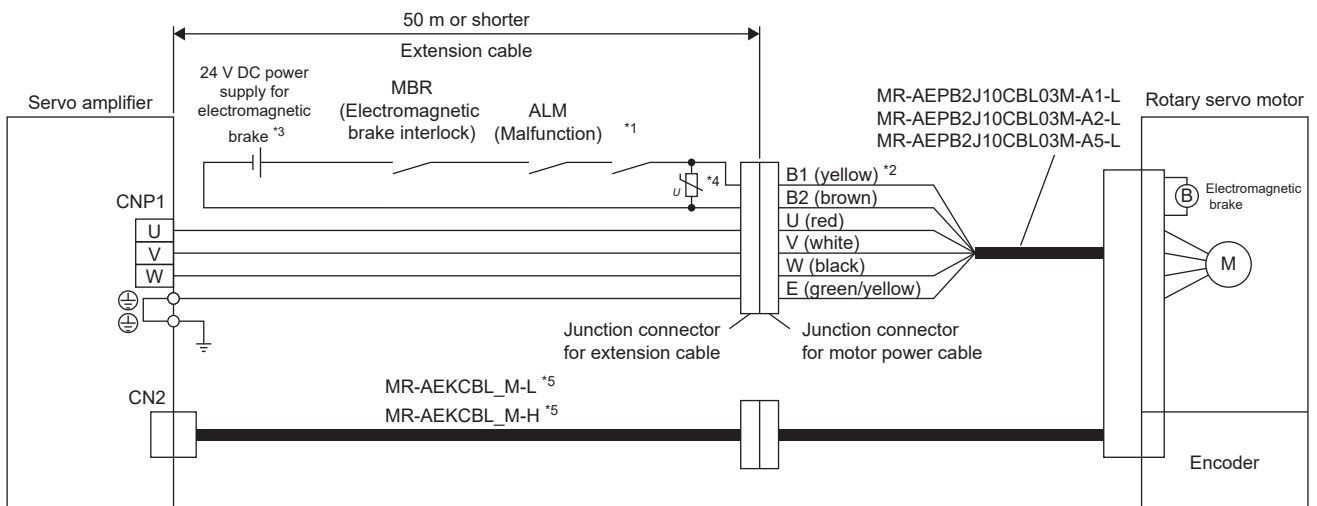 50 m or shorter
Extension cable
24 V DC power
supply for
electromagnetic
brake *3
MBR
(Electromagnetic
brake interlock)
ALM
(Malfunction)
*1
Servo amplifier
MR-AEPB2J10CBL03M-A1-L
MR-AEPB2J10CBL03M-A2-L
MR-AEPB2J10CBL03M-A5-L
Rotary servo motor
U
*4
B1 (yellow) *2
B2 (brown)
U (red)
V (white)
W (black)
E (green/yellow)
B
Electromagnetic
brake
M
CNP1
U
V
W
Junction connector
for extension cable
Junction connector
for motor power cable
CN2
MR-AEKCBL_M-L *5
MR-AEKCBL_M-H *5
Encoder